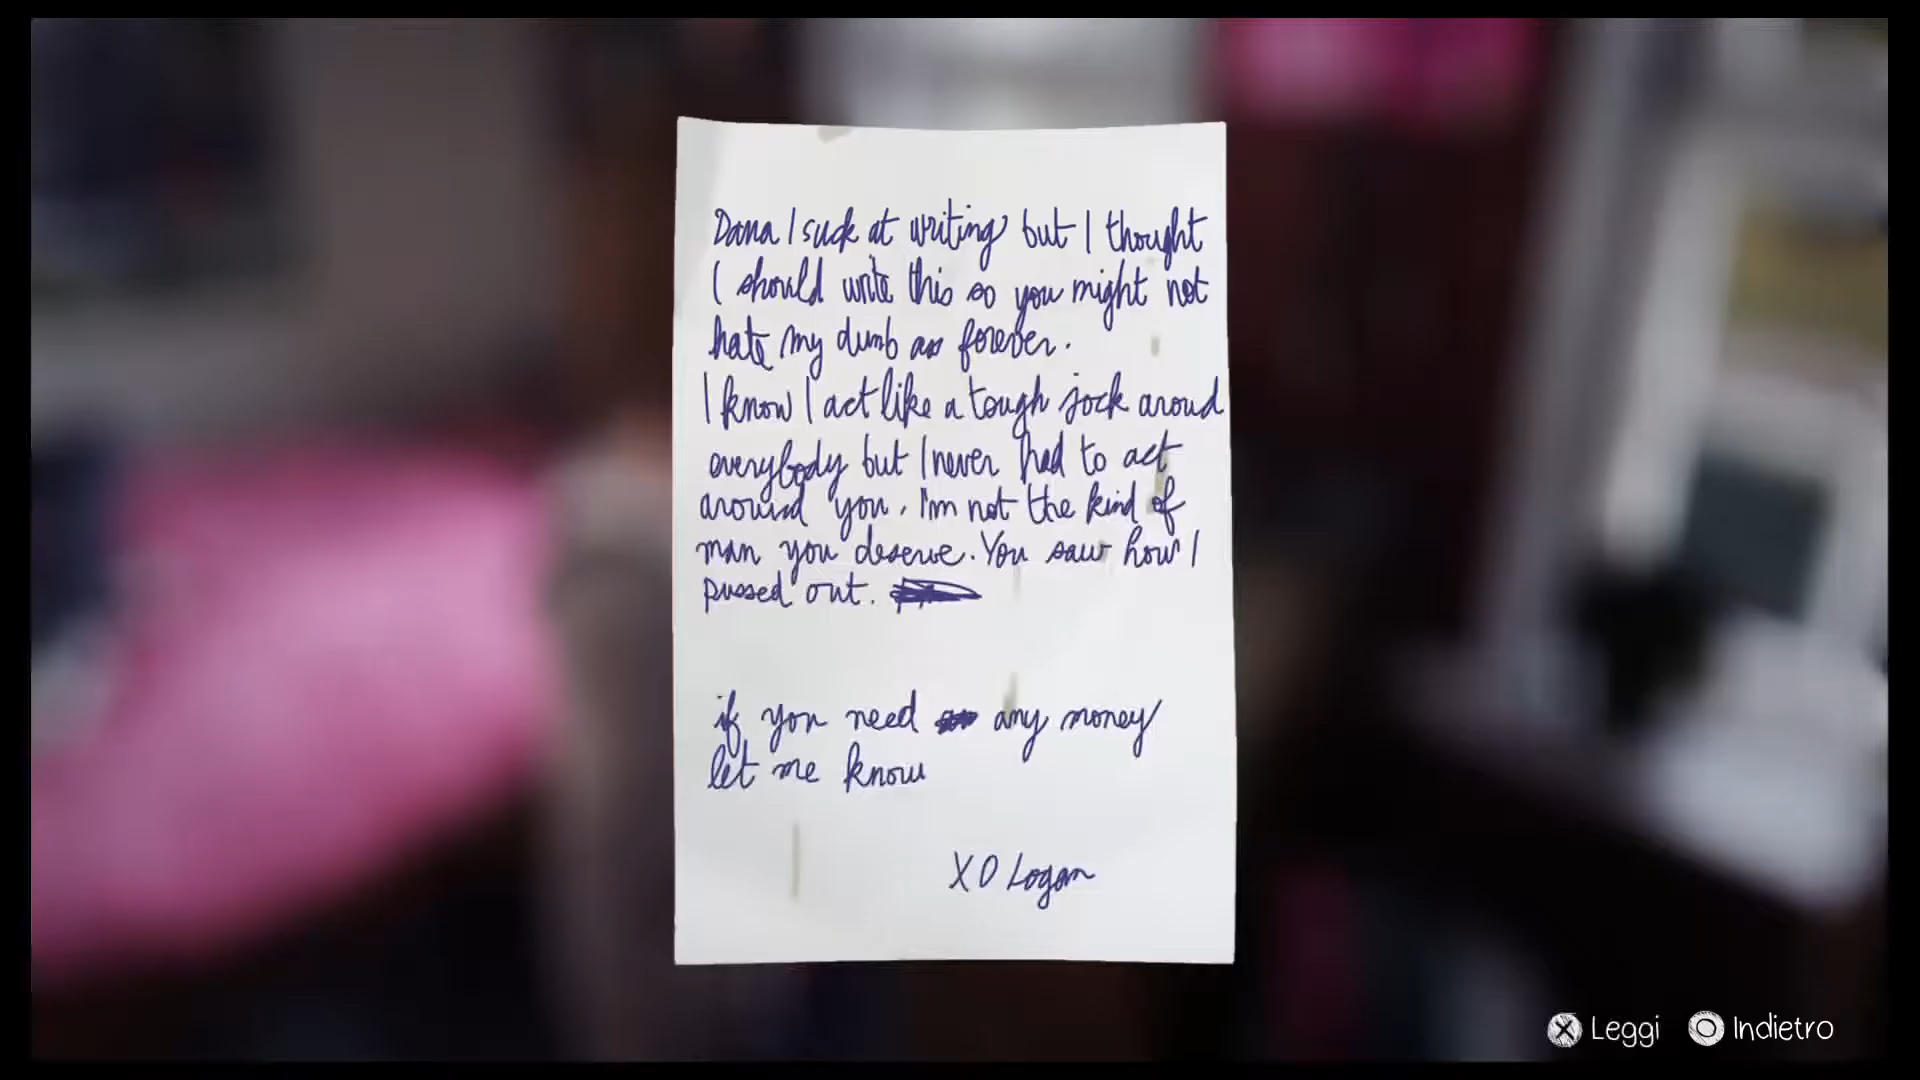 Dana I suck at writing but I thought
I should write this so you might not
hate my dumb ass forever.
I know I act like a tough jock aroud
everybody but I never had to act
around you. I'm not the kind of
man you deserve. You saw how I
pussed out.
if you need any money
let me know
XO Logan
Leggi
Indietro